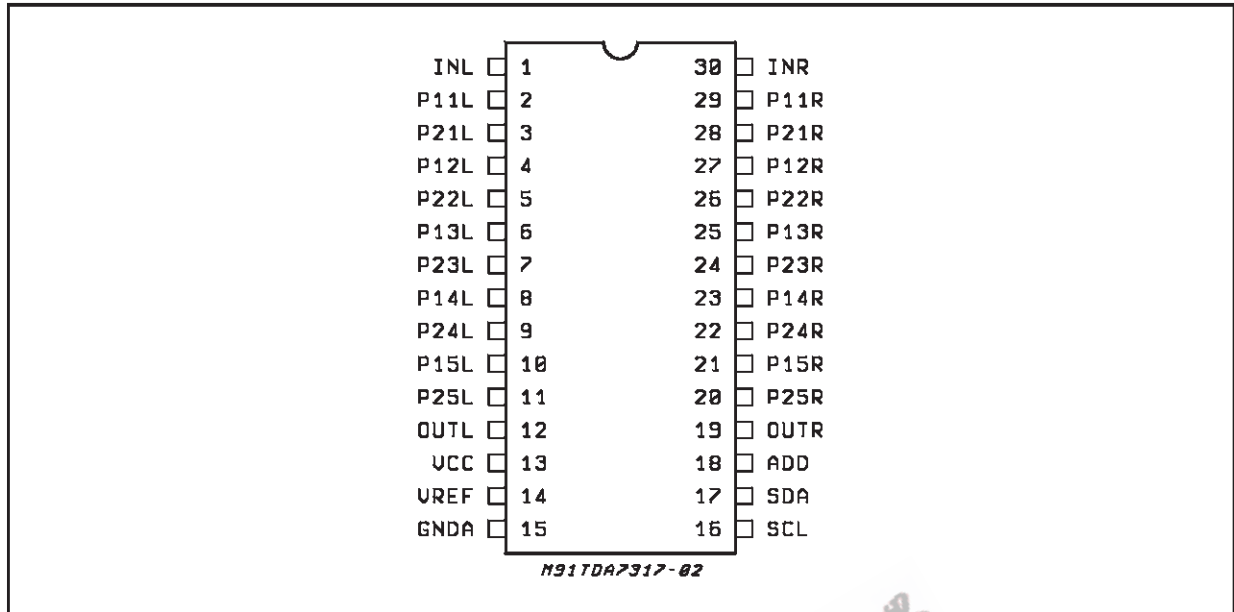 INL 1 30 INR
P11L 2 29 P11R
P21L 3 28 P21R
P12L 4 27 P12R
P22L 5 26 P22R
P13L 6 25 P13R
P23L 7 24 P23R
P14L 8 23 P14R
P24L 9 22 P24R
P15L 10 21 P15R
P25L 11 20 P25R
OUTL 12 19 OUTR
VCC 13 18 ADD
VREF 14 17 SDA
GNDA 15 16 SCL
M91TDA7317-02